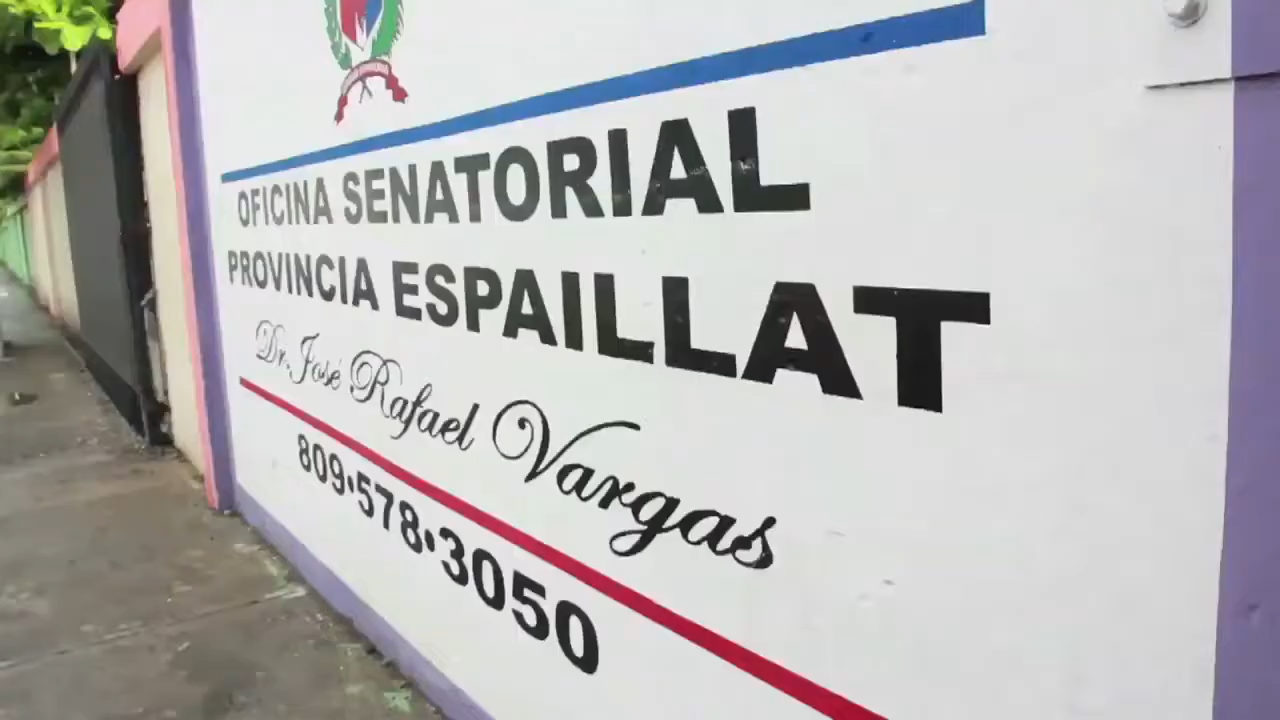 OFICINA SENATORIAL
PROVINCIA ESPAILLAT
Dr. José Rafael Vargas
809•578•3050